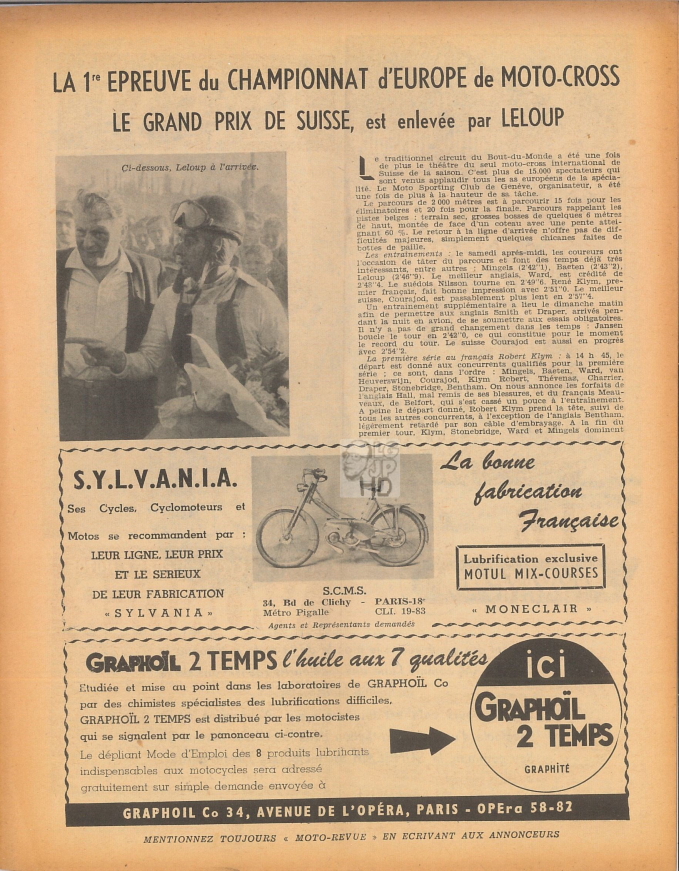 LA 1re EPREUVE du CHAMPIONNAT d'EUROPE de MOTO-CROSS
LE GRAND PRIX DE SUISSE, est enlevée par LELOUP
Ci-dessous, Leloup à l'arrivée.
Le traditionnel circuit du Bout-du-Monde a été une fois
de plus le théâtre du seul moto-cross international de
Suisse de la saison. C'est plus de 15.000 spectateurs qui
sont venus applaudir tous les as européens de la spécia-
lité. Le Moto Sporting Club de Genève, organisateur, a été
une fois de plus à la hauteur de sa tâche.
Le parcours de 2 000 mètres est à parcourir 15 fois pour les
éliminatoires et 20 fois pour la finale. Parcours rappelant les
pistes belges : terrain sec, grosses bosses de quelques 6 mètres
de haut, montée de face d'un coteau avec une pente attei-
gnant 60 %. Le retour à la ligne d'arrivée n'offre pas de dif-
ficultés majeures, simplement quelques chicanes faites de
bottes de paille.
Les entrainements : le samedi après-midi, les coureurs ont
l'occasion de tâter du parcours et font des temps déjà très
intéressants, entre autres : Mingels (2'42"1), Baeten (2'43"2),
Leloup (2'46"9). Le meilleur anglais, Ward, est crédité de
2'48"4. Le suédois Nilsson tourne en 2'49"6. René Klym, pre-
mier français, fait bonne impression avec 2'51"0. Le meilleur
suisse, Courajod, est passablement plus lent en 2'57"4.
Un entrainement supplémentaire a lieu le dimanche matin
afin de permettre aux anglais Smith et Draper, arrivés pen-
dant la nuit en avion, de se soumettre aux essais obligatoires.
Il n'y a pas de grand changement dans les temps : Jansen
boucle le tour en 2'42"0, ce qui constitue pour le moment
le record du tour. Le suisse Courajod est aussi en progrès
avec 2'54"2.
La première série au français Robert Klym : à 14 h 45, le
départ est donné aux concurrents qualifiés pour la première
série ; ce sont, dans l'ordre : Mingels, Baeten, Ward, van
Heuverswijn, Courajod, Klym Robert, Thévenaz, Charrier,
Draper, Stonebridge, Bentham. On nous annonce les forfaits de
l'anglais Hall, mal remis de ses blessures, et du français Meau-
veaux, de Belfort, qui s'est cassé un pouce à l'entrainement.
A peine le départ donné, Robert Klym prend la tête, suivi de
tous les autres concurrents, à l'exception de l'anglais Bentham,
légèrement retardé par son câble d'embrayage. A la fin du
premier tour, Klym, Stonebridge, Ward et Mingels dominent
S.Y.L.V.A.N.I.A.
Ses Cycles, Cyclomoteurs et
Motos se recommandent par :
LEUR LIGNE, LEUR PRIX
ET LE SERIEUX
DE LEUR FABRICATION
« SYLVANIA »
JP
HD
S.C.M.S.
34, Bd de Clichy - PARIS-18e
Métro Pigalle CLI. 19-83
Agents et Représentants demandés
La bonne
fabrication
Française
Lubrification exclusive
MOTUL MIX-COURSES
« MONECLAIR »
GRAPHOÏL 2 TEMPS l'huile aux 7 qualités
Etudiée et mise au point dans les laboratoires de GRAPHOÏL Co
par des chimistes spécialistes des lubrifications difficiles.
GRAPHOÏL 2 TEMPS est distribué par les motocistes
qui se signalent par le panonceau ci-contre.
Le dépliant Mode d'Emploi des 8 produits lubrifiants
indispensables aux motocycles sera adressé
gratuitement sur simple demande envoyée à
ici
GRAPHOÏL
2 TEMPS
GRAPHITÉ
GRAPHOIL Co 34, AVENUE DE L'OPÉRA, PARIS - OPEra 58-82
MENTIONNEZ TOUJOURS « MOTO-REVUE » EN ECRIVANT AUX ANNONCEURS